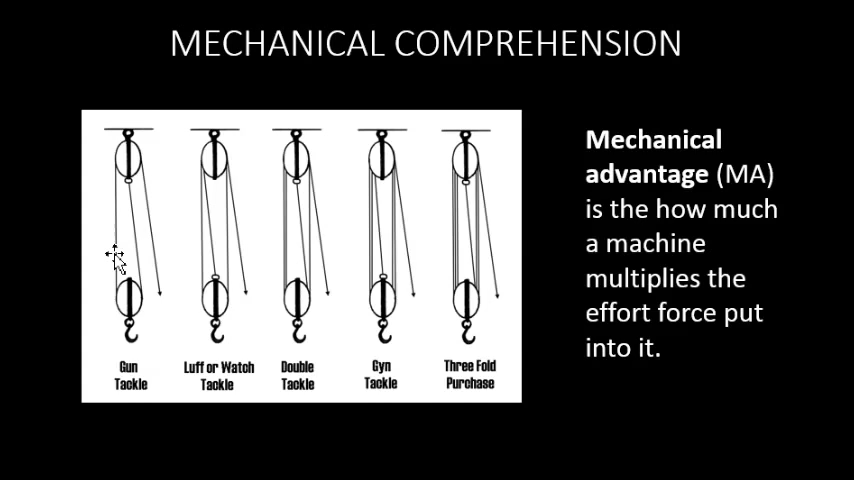 MECHANICAL COMPREHENSION
Mechanical
advantage (MA)
is the how much
a machine
multiplies the
effort force put
into it.
Gun
Tackle
Luff or Watch
Tackle
Double
Tackle
Gyn
Tackle
Three Fold
Purchase